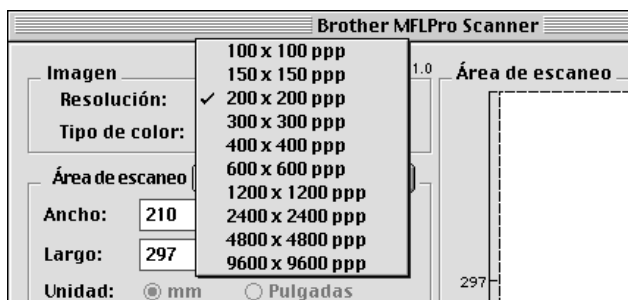 Brother MFLPro Scanner
Imagen
Resolución:
Tipo de color:
100 x 100 ppp
150 x 150 ppp
✓ 200 x 200 ppp
300 x 300 ppp
400 x 400 ppp
600 x 600 ppp
1200 x 1200 ppp
2400 x 2400 ppp
4800 x 4800 ppp
9600 x 9600 ppp
1.0
Área de escaneo
Ancho: 210
Largo: 297
Unidad: mm Pulgadas
Área de escaneo
297